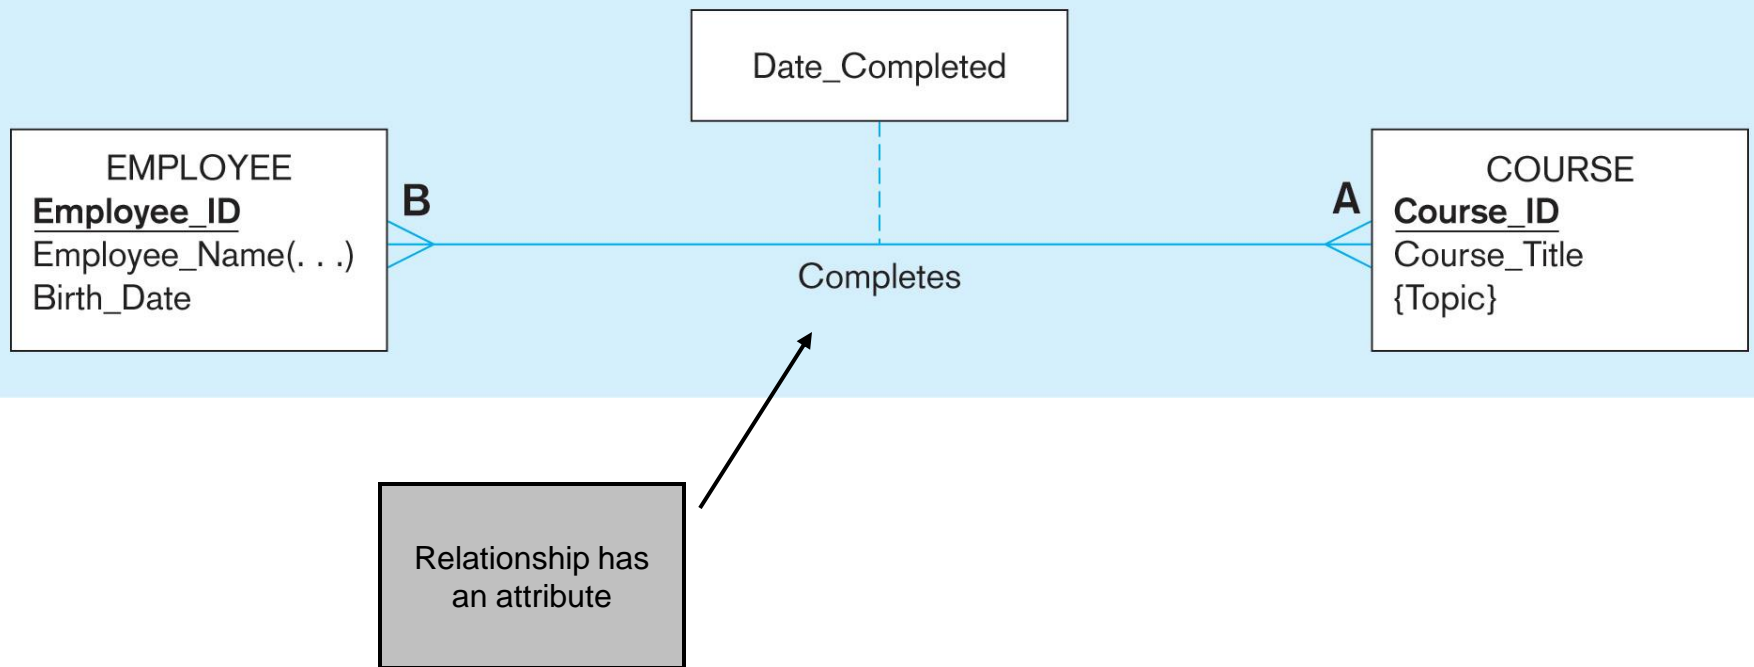 Date_Completed
EMPLOYEE
Employee_ID
Employee_Name(. . .)
Birth_Date
B
Completes
A
COURSE
Course_ID
Course_Title
{Topic}
Relationship has
an attribute